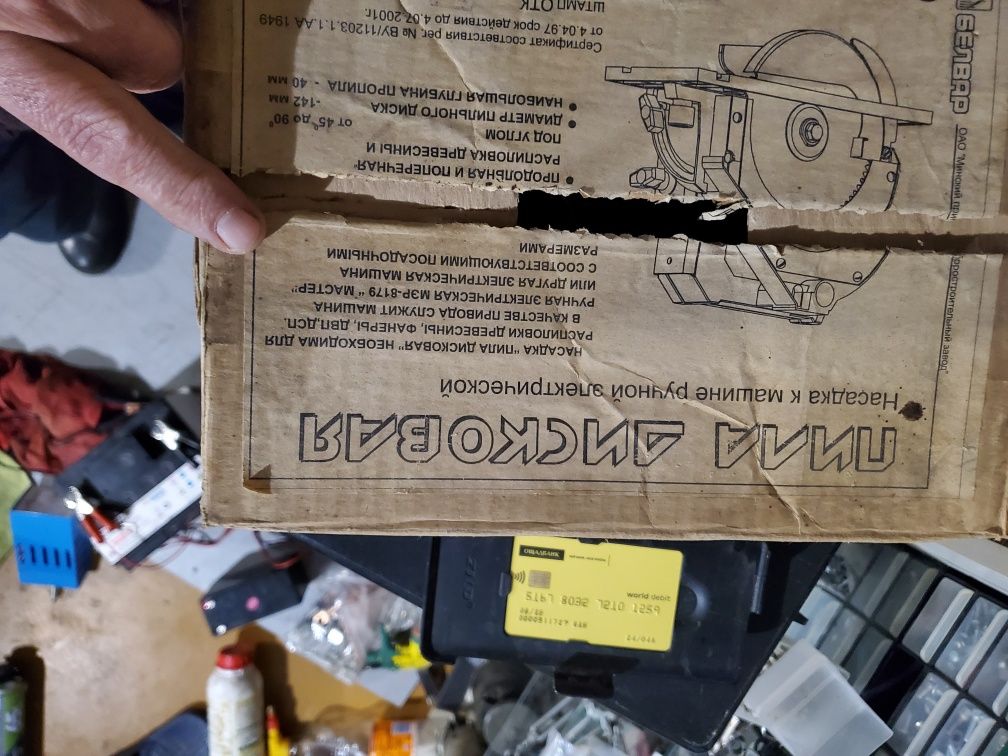 ПИЛА ДИСКОВАЯ
Насадка к машине ручной электрической
НАСАДКА "ПИЛА ДИСКОВАЯ" НЕОБХОДИМА ДЛЯ
РАСПИЛОВКИ ДРЕВЕСИНЫ, ФАНЕРЫ, ДВП, ДСП.
В КАЧЕСТВЕ ПРИВОДА СЛУЖИТ МАШИНА
РУЧНАЯ ЭЛЕКТРИЧЕСКАЯ МЭР-8179 "МАСТЕР"
ИЛИ ДРУГАЯ ЭЛЕКТРИЧЕСКАЯ МАШИНА
С СООТВЕТСТВУЮЩИМИ ПОСАДОЧНЫМИ
РАЗМЕРАМИ
• ПРОДОЛЬНАЯ И ПОПЕРЕЧНАЯ
РАСПИЛОВКА ДРЕВЕСИНЫ И
ПОД УГЛОМ от 45° до 90°
• ДИАМЕТР ПИЛЬНОГО ДИСКА -142 мм
• НАИБОЛЬШАЯ ГЛУБИНА ПРОПИЛА - 40 мм
Сертификат соответствия рег. № BY/11203.1.1.АА 1949
от 4.04.97 срок действия до 4.07.2001г.
ШТАМП ОТК
БЕЛВАР
ОАО "Минский
завод"
ОЩАДБАНК
world debit